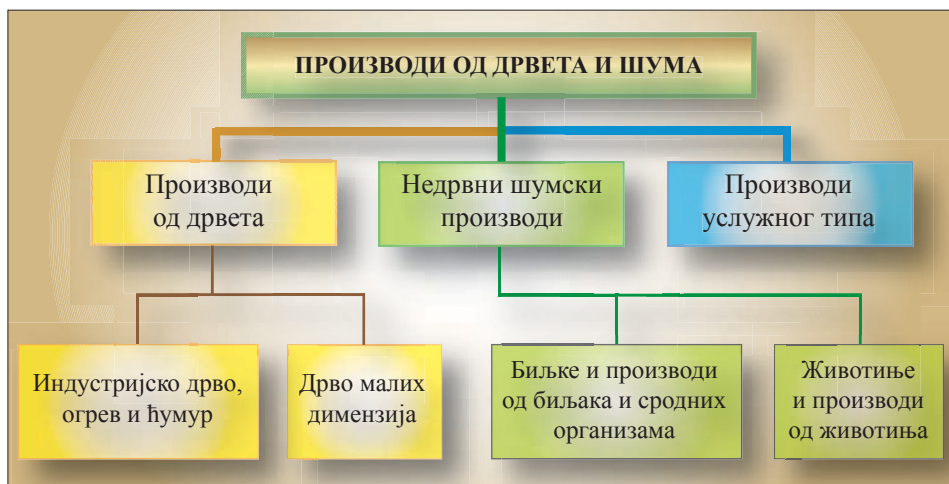 ПРОИЗВОДИ ОД ДРВЕТА И ШУМА
Производи
од дрвета
Недрвни шумски
производи
Производи
услужног типа
Индустријско дрво,
огрев и ћумур
Дрво малих
димензија
Биљке и производи
од биљака и сродних
организама
Животиње
и производи
од животиња